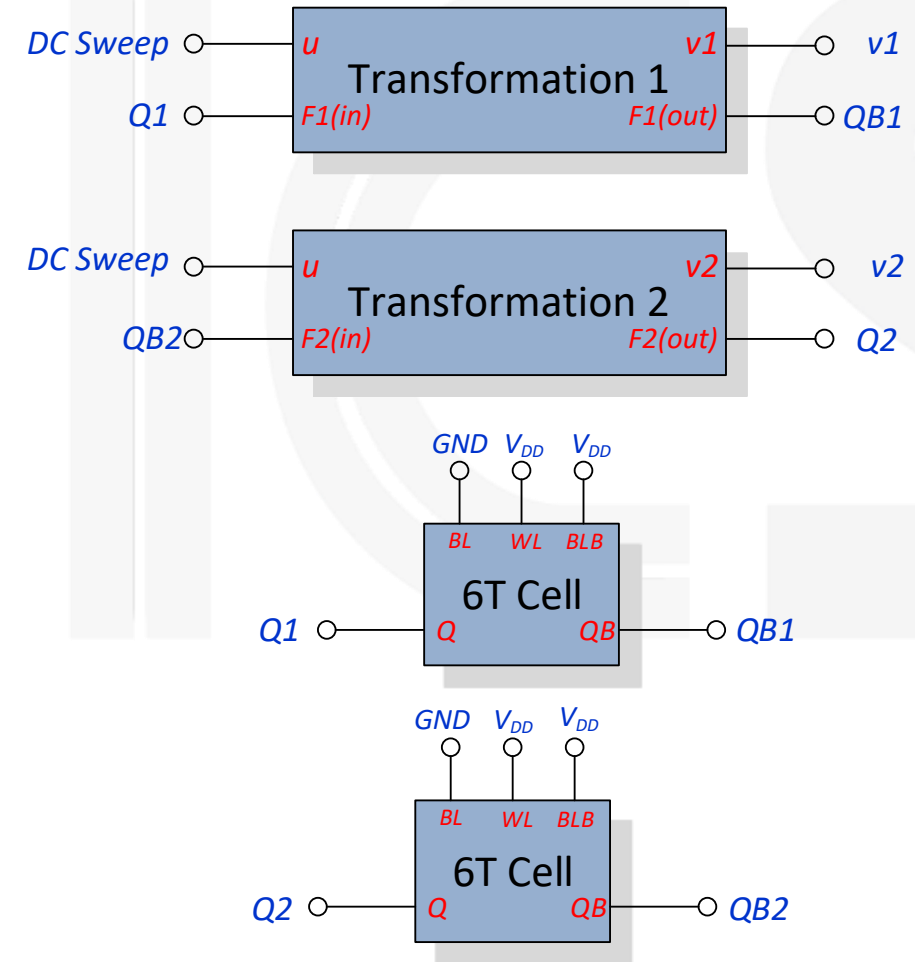 DC Sweep u v1 v1
Transformation 1
Q1 F1(in) F1(out) QB1
DC Sweep u v2 v2
Transformation 2
QB2 F2(in) F2(out) Q2
GND VDD VDD
BL WL BLB
6T Cell
Q1 Q QB QB1
GND VDD VDD
BL WL BLB
6T Cell
Q2 Q QB QB2